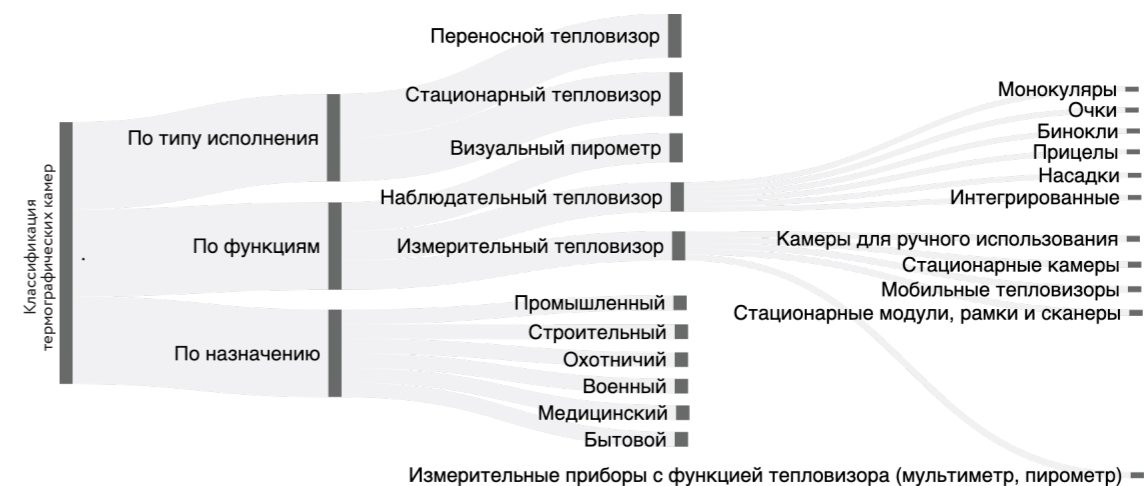 Классификация
термографических камер
По типу исполнения
По функциям
По назначению
Переносной тепловизор
Стационарный тепловизор
Визуальный пирометр
Наблюдательный тепловизор
Измерительный тепловизор
Промышленный
Строительный
Охотничий
Военный
Медицинский
Бытовой
Монокуляры
Очки
Бинокли
Прицелы
Насадки
Интегрированные
Камеры для ручного использования
Стационарные камеры
Мобильные тепловизоры
Стационарные модули, рамки и сканеры
Измерительные приборы с функцией тепловизора (мультиметр, пирометр)